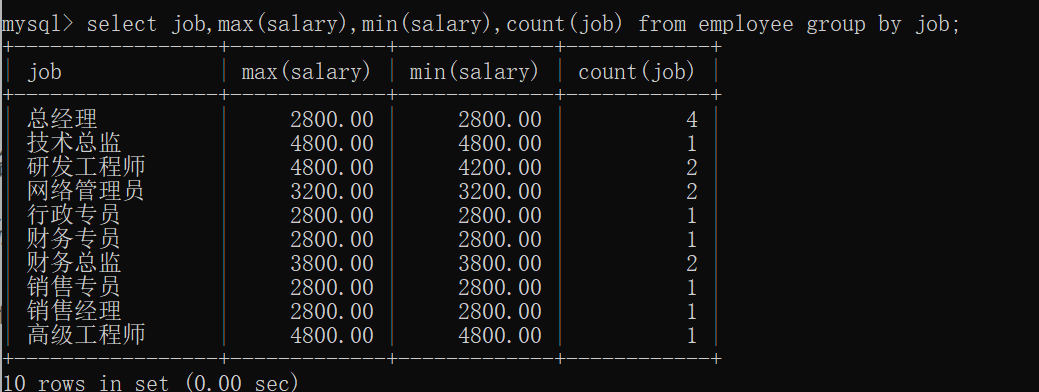 mysql> select job,max(salary),min(salary),count(job) from employee group by job;
+-----------------+-------------+-------------+------------+
| job | max(salary) | min(salary) | count(job) |
+-----------------+-------------+-------------+------------+
| 总经理 | 2800.00 | 2800.00 | 4 |
| 技术总监 | 4800.00 | 4800.00 | 1 |
| 研发工程师 | 4800.00 | 4200.00 | 2 |
| 网络管理员 | 3200.00 | 3200.00 | 2 |
| 行政专员 | 2800.00 | 2800.00 | 1 |
| 财务专员 | 2800.00 | 2800.00 | 1 |
| 财务总监 | 3800.00 | 3800.00 | 2 |
| 销售专员 | 2800.00 | 2800.00 | 1 |
| 销售经理 | 2800.00 | 2800.00 | 1 |
| 高级工程师 | 4800.00 | 4800.00 | 1 |
+-----------------+-------------+-------------+------------+
10 rows in set (0.00 sec)